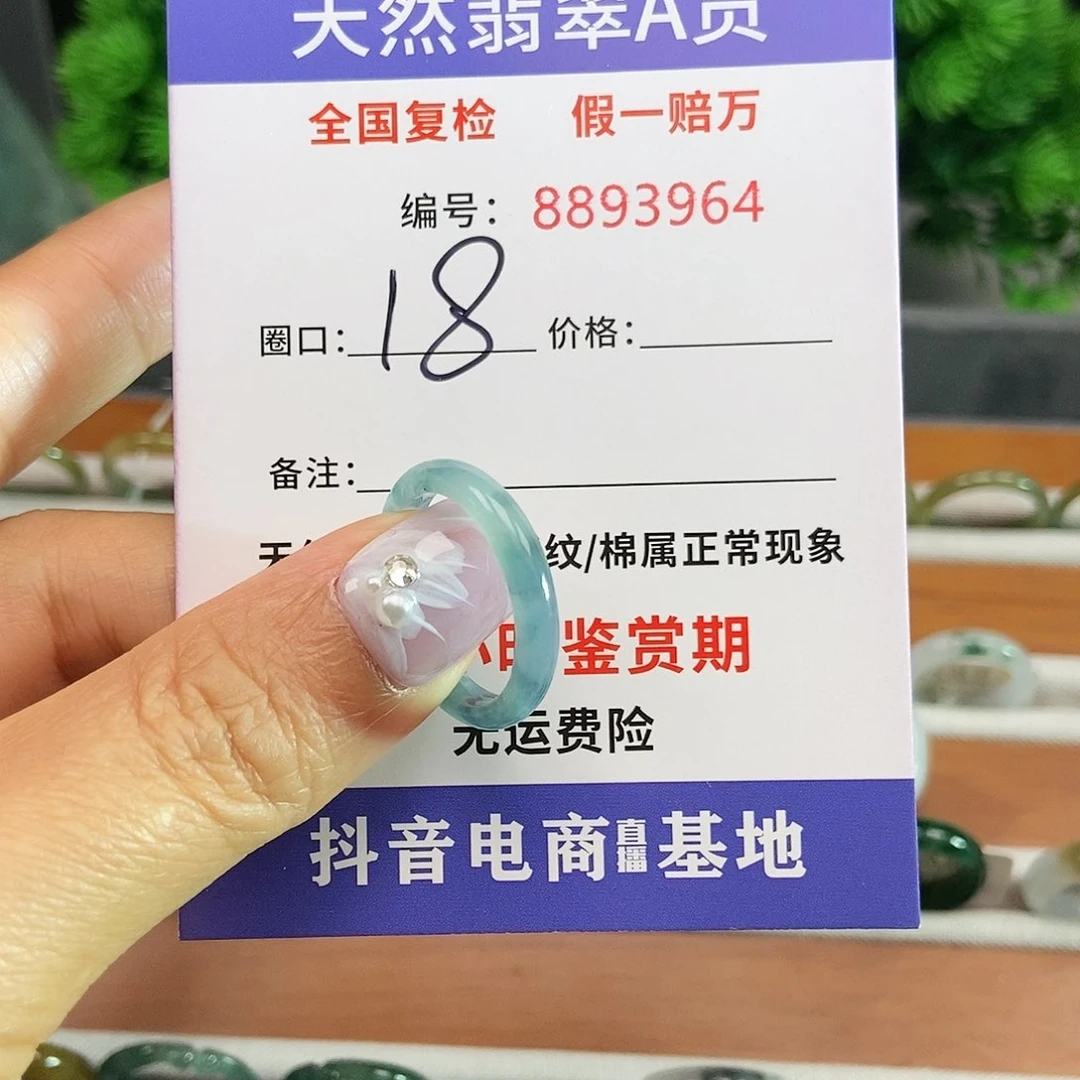 天然翡翠A货
全国复检 假一赔万
编号：8893964
圈口：18 价格：
备注：
纹/棉属正常现象
鉴赏期
无运费险
抖音电商直播基地